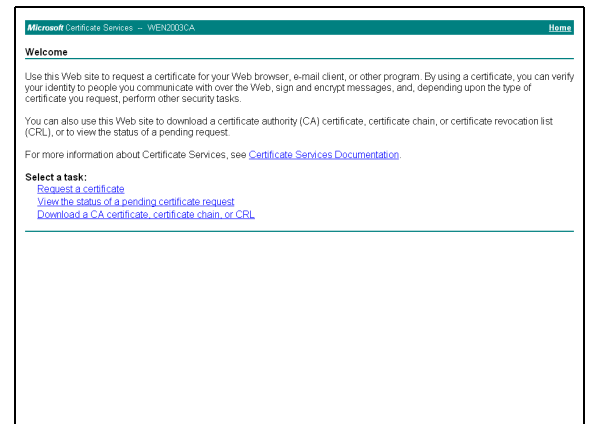 Microsoft Certificate Services -- WEN2003CA Home
Welcome
Use this Web site to request a certificate for your Web browser, e-mail client, or other program. By using a certificate, you can verify
your identity to people you communicate with over the Web, sign and encrypt messages, and, depending upon the type of
certificate you request, perform other security tasks.
You can also use this Web site to download a certificate authority (CA) certificate, certificate chain, or certificate revocation list
(CRL), or to view the status of a pending request.
For more information about Certificate Services, see Certificate Services Documentation.
Select a task:
Request a certificate
View the status of a pending certificate request
Download a CA certificate, certificate chain, or CRL